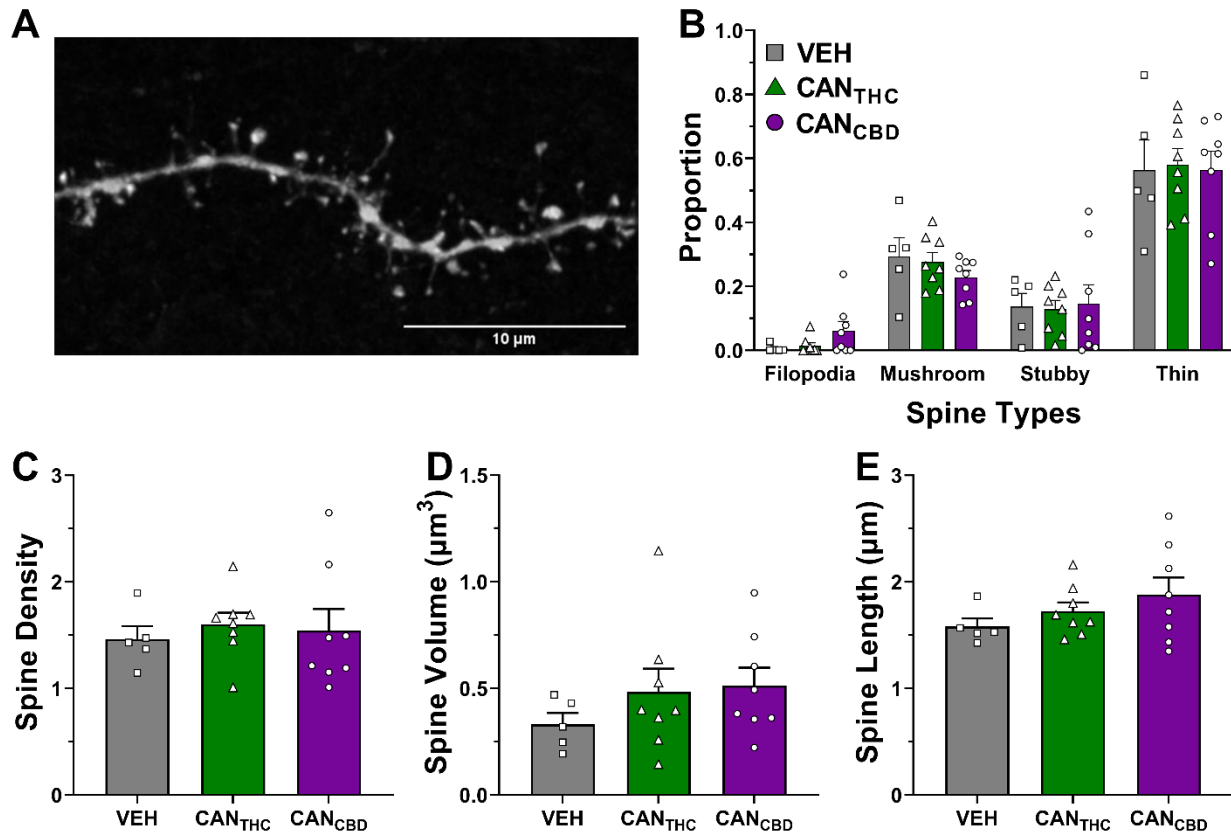 A
10 µm
B
Proportion
1.0
0.8
0.6
0.4
0.2
0.0
VEH
CANTHC
CANCBD
Filopodia Mushroom Stubby Thin
Spine Types
C
Spine Density
3
2
1
0
VEH CANTHC CANCBD
D
Spine Volume (µm³)
1.5
1.0
0.5
0.0
VEH CANTHC CANCBD
E
Spine Length (µm)
3
2
1
0
VEH CANTHC CANCBD